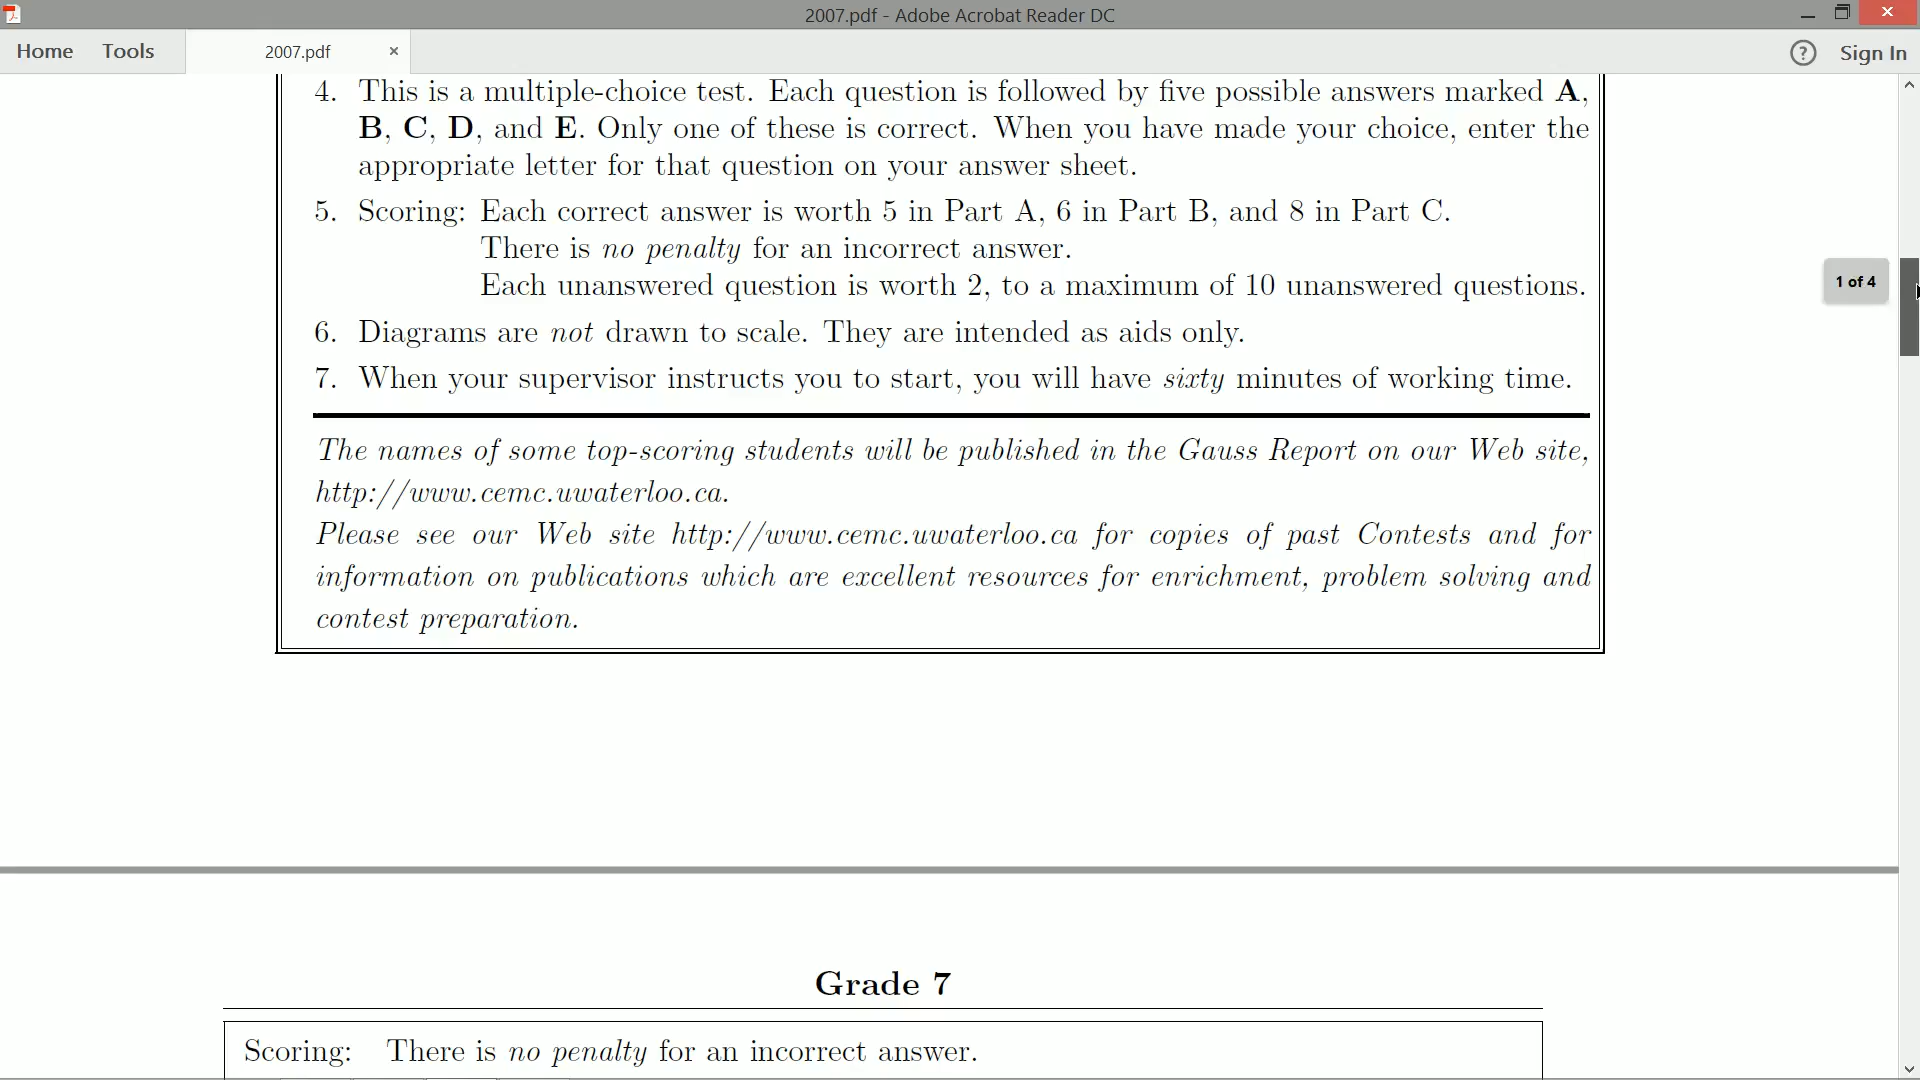 2007.pdf - Adobe Acrobat Reader DC
Home Tools 2007.pdf × ? Sign In
4. This is a multiple-choice test. Each question is followed by five possible answers marked A,
B, C, D, and E. Only one of these is correct. When you have made your choice, enter the
appropriate letter for that question on your answer sheet.
5. Scoring: Each correct answer is worth 5 in Part A, 6 in Part B, and 8 in Part C.
There is no penalty for an incorrect answer.
Each unanswered question is worth 2, to a maximum of 10 unanswered questions.
1 of 4
6. Diagrams are not drawn to scale. They are intended as aids only.
7. When your supervisor instructs you to start, you will have sixty minutes of working time.
The names of some top-scoring students will be published in the Gauss Report on our Web site,
http://www.cemc.uwaterloo.ca.
Please see our Web site http://www.cemc.uwaterloo.ca for copies of past Contests and for
information on publications which are excellent resources for enrichment, problem solving and
contest preparation.
Grade 7
Scoring: There is no penalty for an incorrect answer.